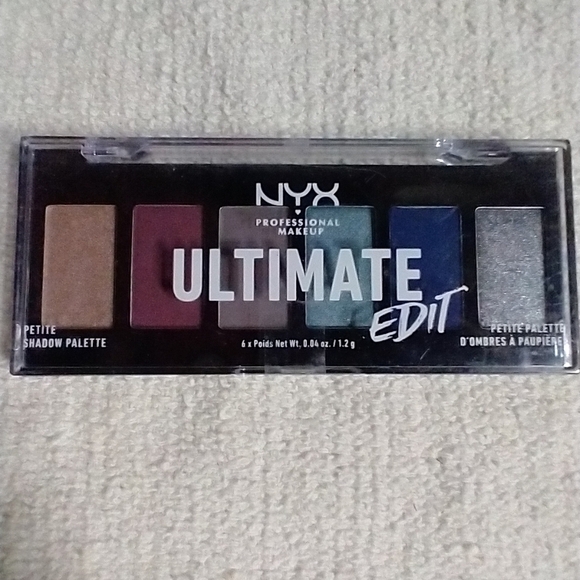 NYX
PROFESSIONAL
MAKEUP
ULTIMATE
EDIT
PETITE
SHADOW PALETTE
6 x Poids Net Wt. 0.04 oz. / 1.2 g
PETITE PALETTE
D'OMBRES À PAUPIÈRES